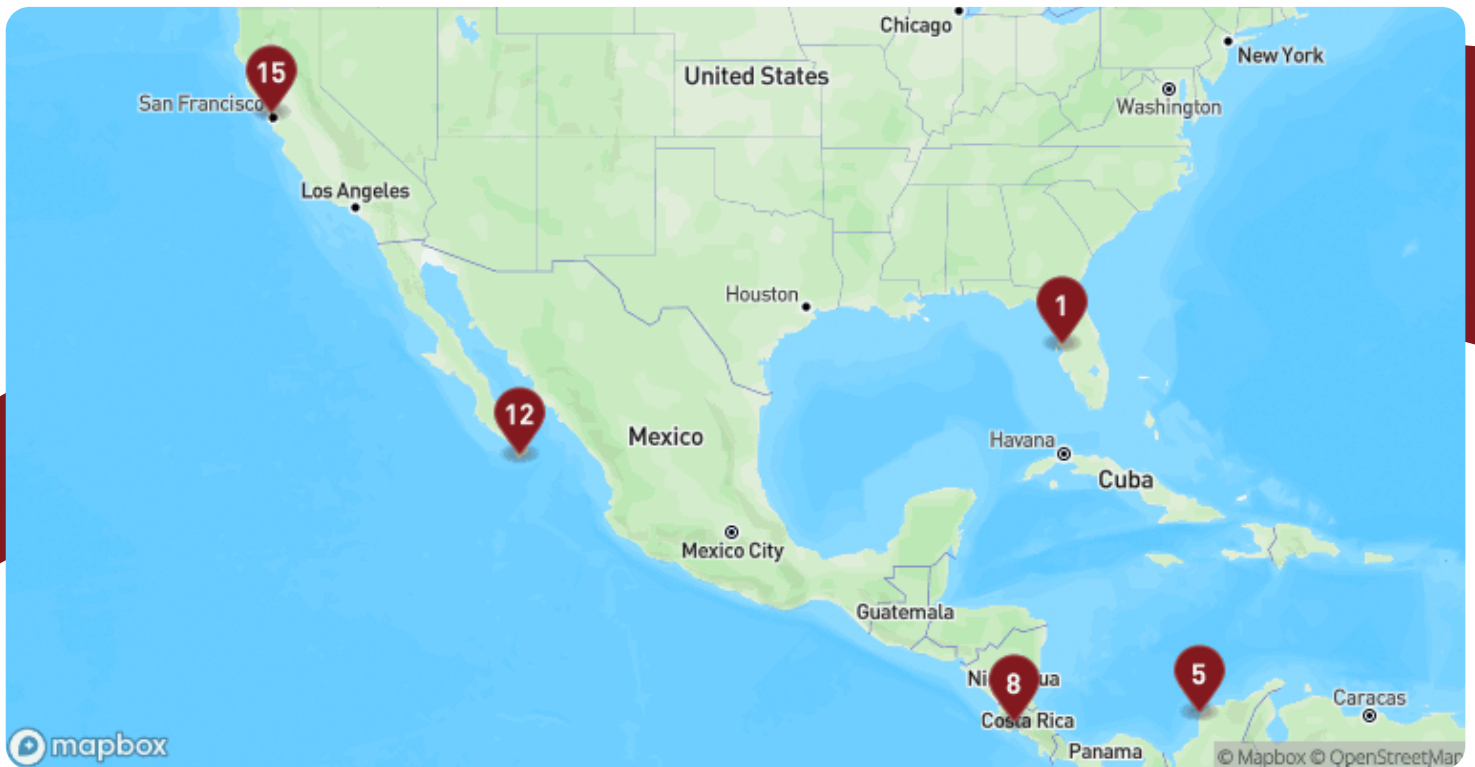 Chicago
New York
15
United States
San Francisco
Washington
Los Angeles
Houston
1
12
Mexico
Havana
Cuba
Mexico City
Guatemala
5
8
Costa Rica
Caracas
Panama
mapbox
© Mapbox © OpenStreetMap